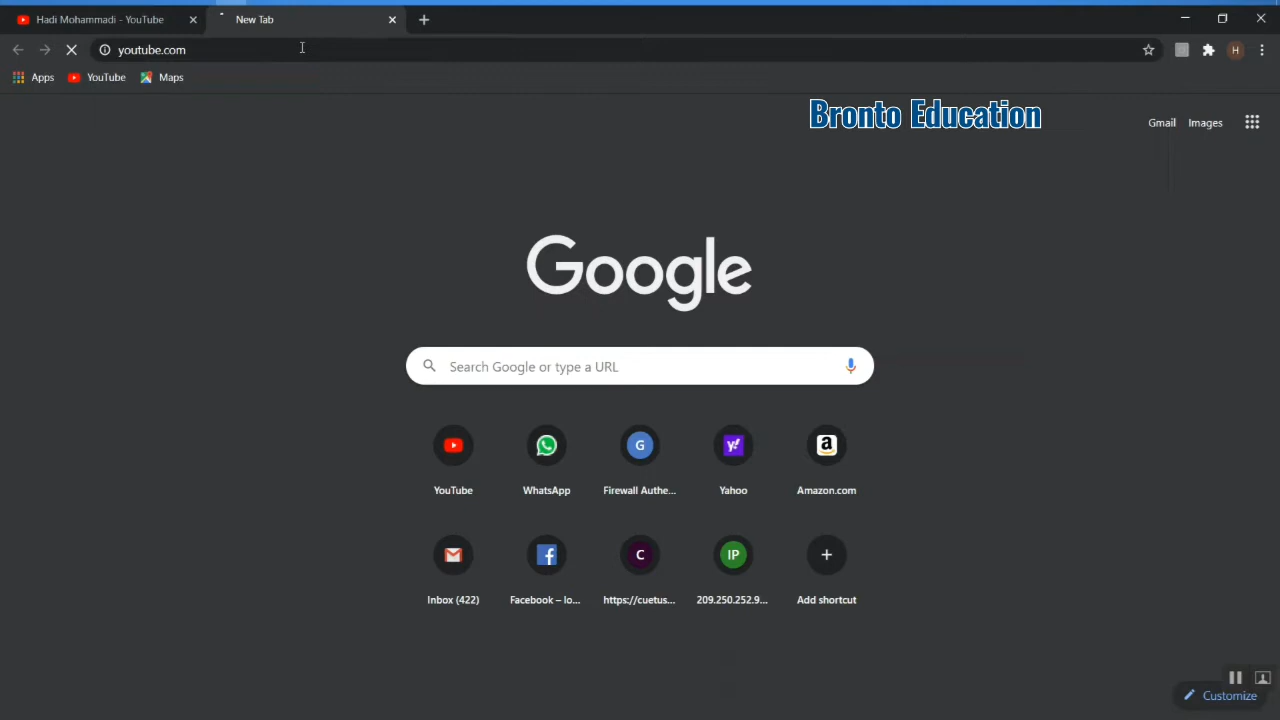 Hadi Mohammadi - YouTube
New Tab
youtube.com
H
Apps
YouTube
Maps
Bronto Education
Gmail
Images
Google
Search Google or type a URL
G
y!
a
YouTube
WhatsApp
Firewall Authe...
Yahoo
Amazon.com
C
IP
Inbox (422)
Facebook – lo...
https://cuetus...
209.250.252.9...
Add shortcut
Customize